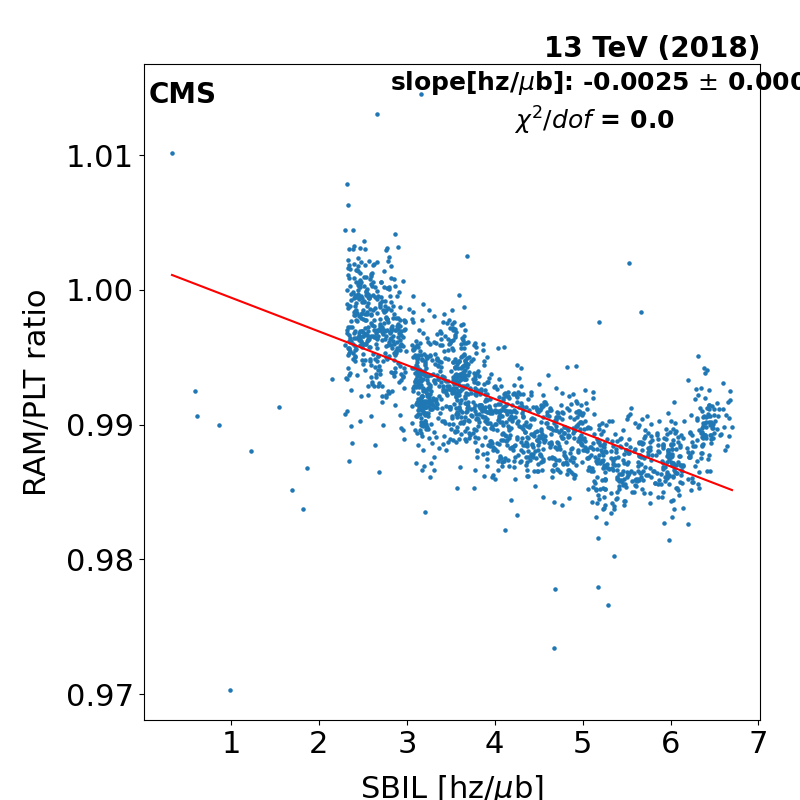 13 TeV (2018)
slope[hz/μb]: -0.0025 ± 0.000
CMS
χ²/dof = 0.0
1.01
1.00
0.99
0.98
0.97
RAM/PLT ratio
1 2 3 4 5 6 7
SBIL [hz/μb]